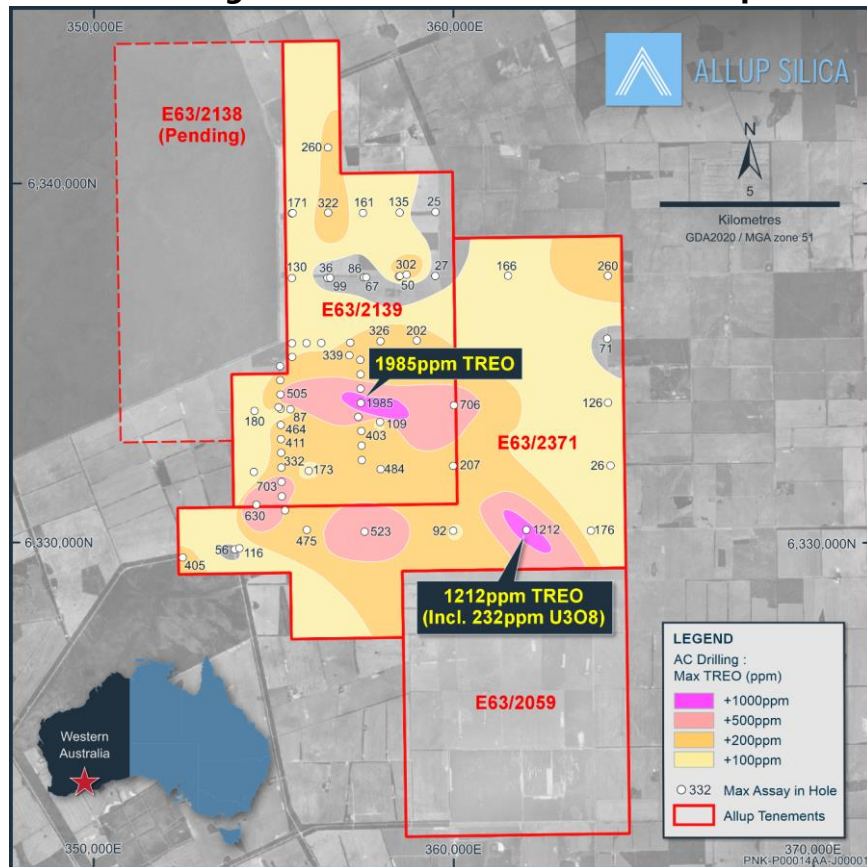 350,000E
360,000E
ALLUP SILICA
E63/2138
(Pending)
N
5
Kilometres
GDA2020 / MGA zone 51
6,340,000N
260
171
322
161
135
25
130
36
99
86
67
302
50
27
166
260
E63/2139
326
202
339
71
1985ppm TREO
505
1985
706
126
180
87
109
464
403
E63/2371
411
332
173
484
207
26
703
630
475
523
92
1212
176
6,330,000N
6,330,000N
56
116
405
1212ppm TREO
(Incl. 232ppm U3O8)
E63/2059
Western
Australia
LEGEND
AC Drilling :
Max TREO (ppm)
+1000ppm
+500ppm
+200ppm
+100ppm
332 Max Assay in Hole
Allup Tenements
350,000E
360,000E
370,000E